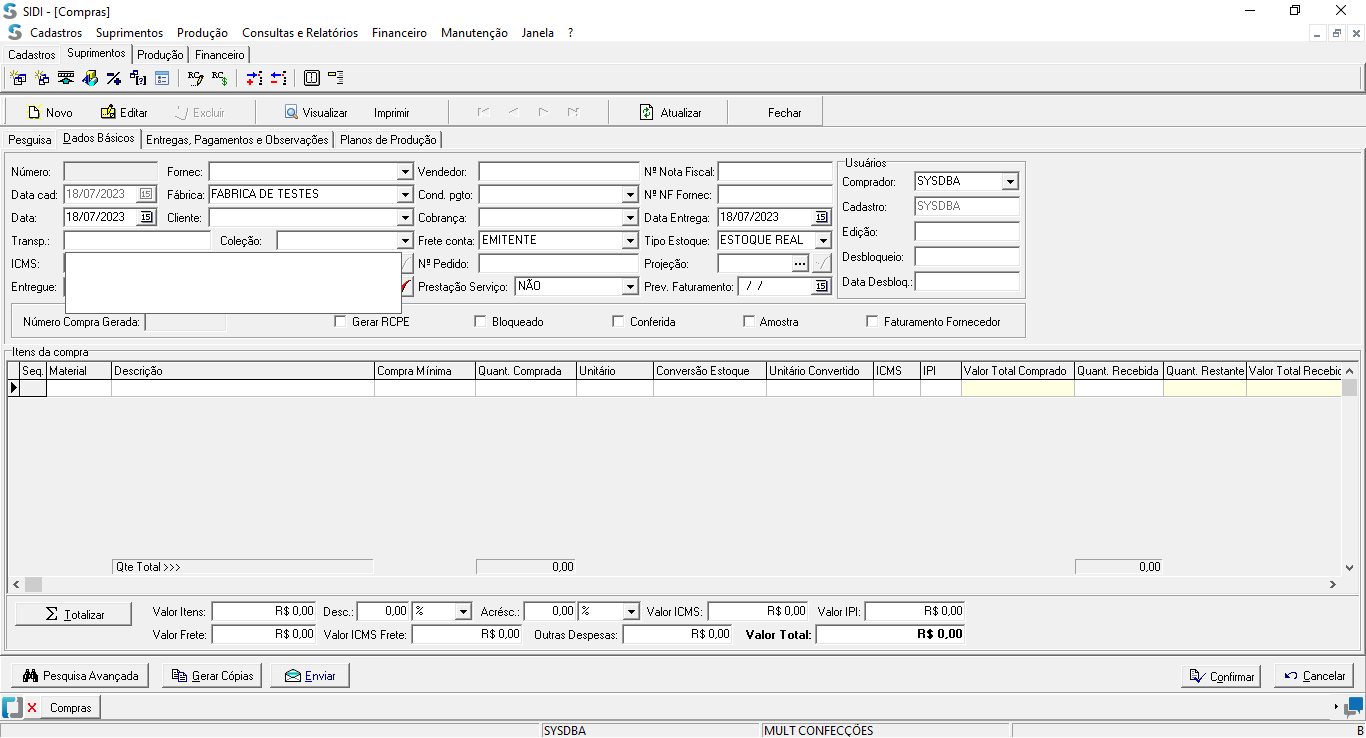 SIDI - [Compras]
Cadastros Suprimentos Produção Consultas e Relatórios Financeiro Manutenção Janela ?
Cadastros Suprimentos Produção Financeiro
Novo Editar Excluir Visualizar Imprimir Atualizar Fechar
Pesquisa Dados Básicos Entregas, Pagamentos e Observações Planos de Produção
Usuários
Número: Fornec: Vendedor: Nº Nota Fiscal:
Comprador: SYSDBA
Data cad: 18/07/2023 15 Fábrica: FABRICA DE TESTES Cond. pgto: Nº NF Fornec:
Cadastro: SYSDBA
Data: 18/07/2023 15 Cliente: Cobrança: Data Entrega: 18/07/2023 15
Edição:
Transp.: Coleção: Frete conta: EMITENTE Tipo Estoque: ESTOQUE REAL
Desbloqueio:
ICMS: Nº Pedido: Projeção: ...
Data Desbloq.:
Entregue: Prestação Serviço: NÃO Prev. Faturamento: / / 15
Número Compra Gerada: Gerar RCPE Bloqueado Conferida Amostra Faturamento Fornecedor
Itens da compra
Seq. Material Descrição Compra Mínima Quant. Comprada Unitário Conversão Estoque Unitário Convertido ICMS IPI Valor Total Comprado Quant. Recebida Quant. Restante Valor Total Recebic
Qte Total >>> 0,00 0,00
Σ Totalizar Valor Itens: R$ 0,00 Desc.: 0,00 % Acrésc.: 0,00 % Valor ICMS: R$ 0,00 Valor IPI: R$ 0,00
Valor Frete: R$ 0,00 Valor ICMS Frete: R$ 0,00 Outras Despesas: R$ 0,00 Valor Total: R$ 0,00
Pesquisa Avançada Gerar Cópias Enviar Confirmar Cancelar
Compras
SYSDBA MULT CONFECÇÕES B